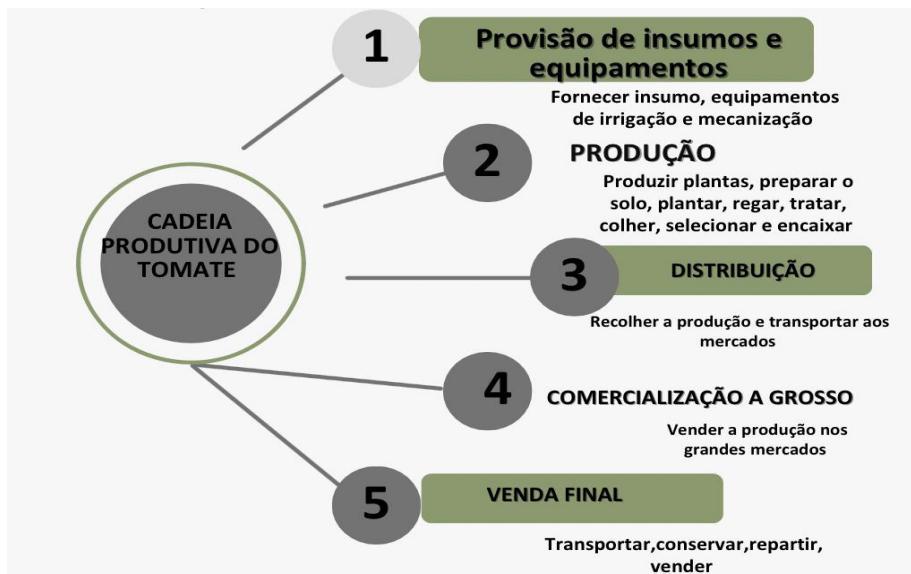 CADEIA
PRODUTIVA DO
TOMATE
1
Provisão de insumos e
equipamentos
Fornecer insumo, equipamentos
de irrigação e mecanização
2
PRODUÇÃO
Produzir plantas, preparar o
solo, plantar, regar, tratar,
colher, selecionar e encaixar
3
DISTRIBUIÇÃO
Recolher a produção e transportar aos
mercados
4
COMERCIALIZAÇÃO A GROSSO
Vender a produção nos
grandes mercados
5
VENDA FINAL
Transportar,conservar,repartir,
vender